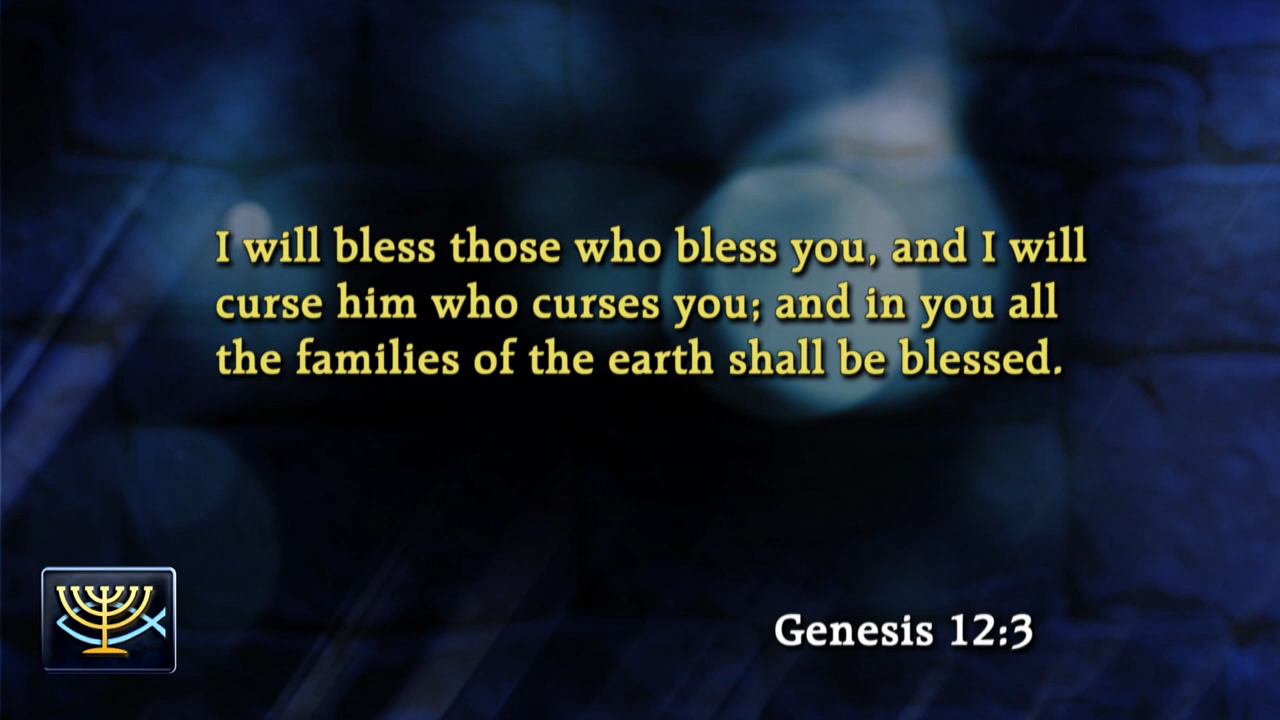 I will bless those who bless you, and I will
curse him who curses you; and in you all
the families of the earth shall be blessed.
Genesis 12:3